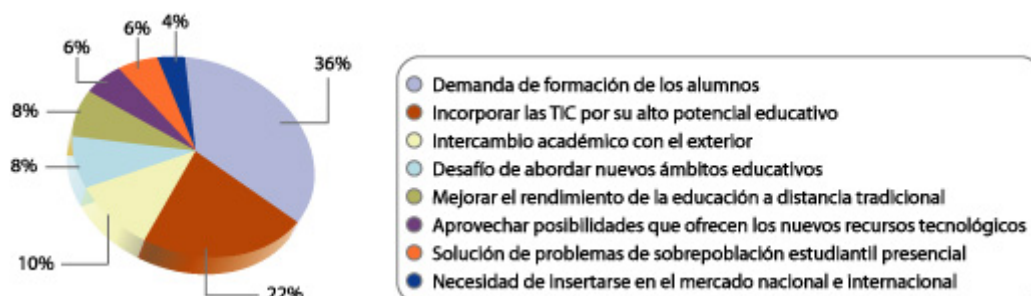 4%
6%
6%
36%
8%
8%
10%
22%
Demanda de formación de los alumnos
Incorporar las TIC por su alto potencial educativo
Intercambio académico con el exterior
Desafío de abordar nuevos ámbitos educativos
Mejorar el rendimiento de la educación a distancia tradicional
Aprovechar posibilidades que ofrecen los nuevos recursos tecnológicos
Solución de problemas de sobrepoblación estudiantil presencial
Necesidad de insertarse en el mercado nacional e internacional